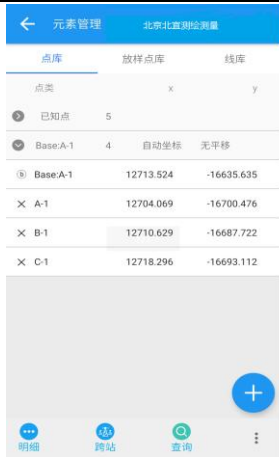 元素管理 北京北直测绘测量
点库 放样点库 线库
点类 x y
已知点 5
Base:A-1 4 自动坐标 无平移
b Base:A-1 12713.524 -16635.635
A-1 12704.069 -16700.476
B-1 12710.629 -16687.722
C-1 12718.296 -16693.112
明细 跨站 查询